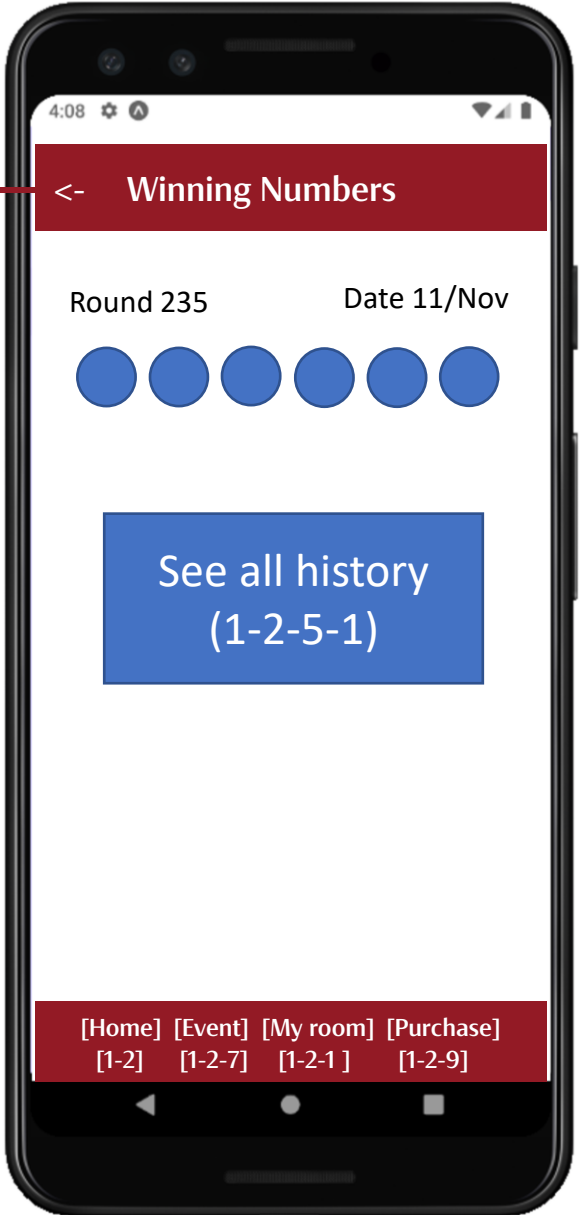 4:08
<- Winning Numbers
Round 235 Date 11/Nov
See all history
(1-2-5-1)
[Home] [Event] [My room] [Purchase]
[1-2] [1-2-7] [1-2-1 ] [1-2-9]